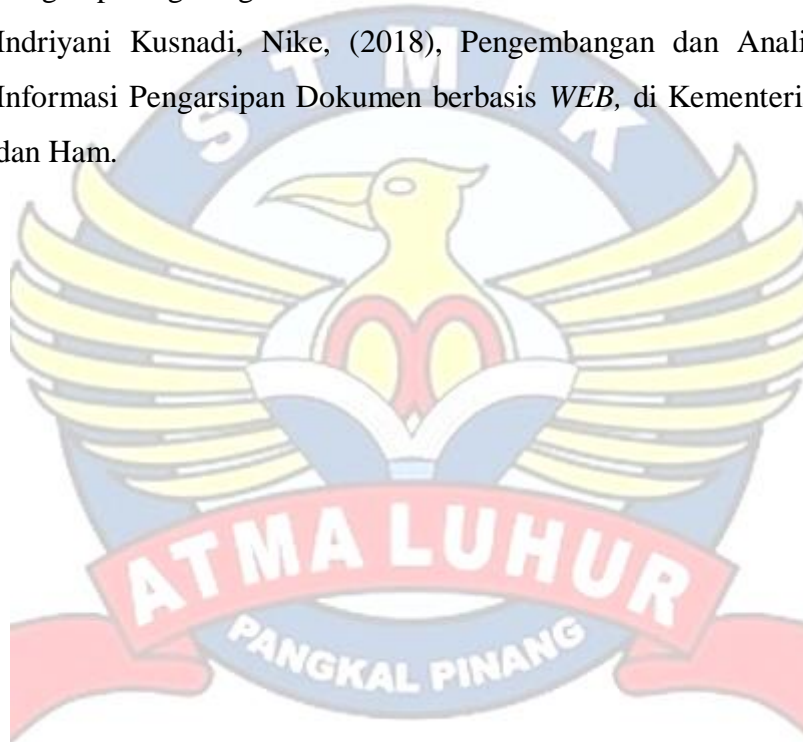 Indriyani Kusnadi, Nike, (2018), Pengembangan dan Anali
Informasi Pengarsipan Dokumen berbasis WEB, di Kementeri
dan Ham.
STMIK
ATMA LUHUR
PANGKAL PINANG